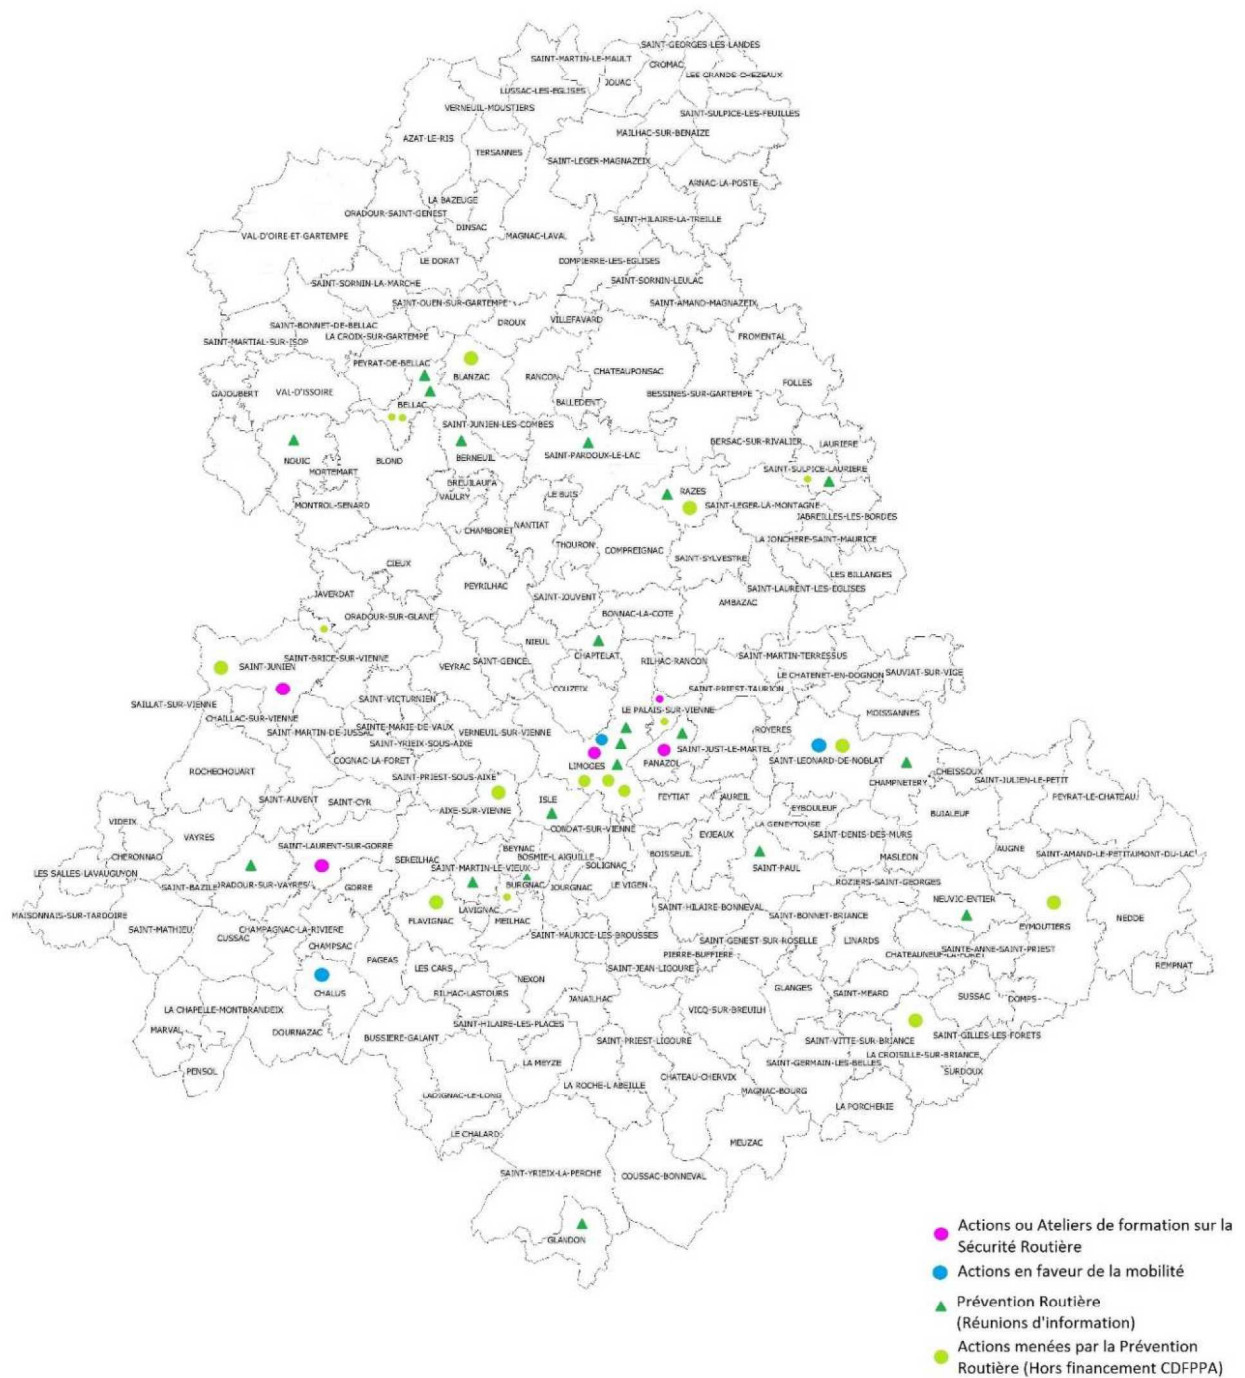 SAINT-GEORGES-LES-LANDES
SAINT-MARTIN-LE-MAULT
CROMAC
LES GRANDS-CHEZEAUX
JOUAC
LUSSAC-LES-EGLISES
VERNEUIL-MOUSTIERS
SAINT-SULPICE-LES-FEUILLES
MAILHAC-SUR-BENAIZE
AZAT-LE-RIS
TERSANNES
SAINT-LEGER-MAGNAZEIX
ARNAC-LA-POSTE
LA BAZEUGE
ORADOUR-SAINT-GENEST
SAINT-HILAIRE-LA-TREILLE
DINSAC
VAL-D'OIRE-ET-GARTEMPE
MAGNAC-LAVAL
LE DORAT
DOMPIERRE-LES-EGLISES
SAINT-SORNIN-LA-MARCHE
SAINT-SORNIN-LEULAC
SAINT-OUEN-SUR-GARTEMPE
SAINT-AMAND-MAGNAZEIX
VILLEFAVARD
DROUX
SAINT-BONNET-DE-BELLAC
LA CROIX-SUR-GARTEMPE
FROMENTAL
SAINT-MARTIAL-SUR-ISOP
PEYRAT-DE-BELLAC
BLANZAC
RANCON
CHATEAUPONSAC
FOLLES
GAJOUBERT
VAL-D'ISSOIRE
BESSINES-SUR-GARTEMPE
BELLAC
BALLEDENT
SAINT-JUNIEN-LES-COMBES
BERSAC-SUR-RIVALIER
LAURIERE
NOUIC
BLOND
BERNEUIL
SAINT-PARDOUX-LE-LAC
MORTEMART
SAINT-SULPICE-LAURIERE
BREUILAUFA
RAZES
VAULRY
LE BUIS
MONTROL-SENARD
SAINT-LEGER-LA-MONTAGNE
JABREILLES-LES-BORDES
NANTIAT
CHAMBORET
LA JONCHERE-SAINT-MAURICE
THOURON
COMPREIGNAC
SAINT-SYLVESTRE
CIEUX
LES BILLANGES
PEYRILHAC
SAINT-LAURENT-LES-EGLISES
JAVERDAT
SAINT-JOUVENT
AMBAZAC
ORADOUR-SUR-GLANE
BONNAC-LA-COTE
NIEUL
SAINT-BRICE-SUR-VIENNE
SAINT-JUNIEN
VEYRAC
SAINT-GENCE
CHAPTELAT
RILHAC-RANCON
SAINT-MARTIN-TERRESSUS
LE CHATENET-EN-DOGNON
SAUVIAT-SUR-VIGE
COUZEIX
SAINT-PRIEST-TAURION
SAINT-VICTURNIEN
SAILLAT-SUR-VIENNE
LE PALAIS-SUR-VIENNE
MOISSANNES
CHAILLAC-SUR-VIENNE
SAINTE-MARIE-DE-VAUX
ROYERES
SAINT-MARTIN-DE-JUSSAC
VERNEUIL-SUR-VIENNE
SAINT-YRIEIX-SOUS-AIXE
SAINT-JUST-LE-MARTEL
COGNAC-LA-FORET
LIMOGES
PANAZOL
SAINT-LEONARD-DE-NOBLAT
ROCHECHOUART
CHEISSOUX
SAINT-PRIEST-SOUS-AIXE
SAINT-JULIEN-LE-PETIT
CHAMPNETERY
SAINT-AUVENT
SAINT-CYR
AIXE-SUR-VIENNE
ISLE
FEYTIAT
AUREIL
EYBOULEUF
BUJALEUF
PEYRAT-LE-CHATEAU
VIDEIX
VAYRES
LA GENEYTOUSE
CONDAT-SUR-VIENNE
EYJEAUX
SAINT-DENIS-DES-MURS
CHERONNAC
SAINT-LAURENT-SUR-GORRE
SEREILHAC
BEYNAC
BOISSEUIL
AUGNE
BOSMIE-L'AIGUILLE
MASLEON
SAINT-AMAND-LE-PETIT
SAINT-MARTIN-LE-VIEUX
SOLIGNAC
SAINT-PAUL
LES SALLES-LAVAUGUYON
SAINT-BAZILE
ORADOUR-SUR-VAYRES
GORRE
BURGNAC
JOURGNAC
LE VIGEN
ROZIERS-SAINT-GEORGES
NEUVIC-ENTIER
FLAVIGNAC
LAVIGNAC
MEILHAC
SAINT-HILAIRE-BONNEVAL
MAISONNAIS-SUR-TARDOIRE
SAINT-BONNET-BRIANCE
NEDDE
SAINT-MATHIEU
CHAMPAGNAC-LA-RIVIERE
EYMOUTIERS
CUSSAC
SAINT-MAURICE-LES-BROUSSES
SAINT-GENEST-SUR-ROSELLE
LINARDS
CHAMPSAC
SAINTE-ANNE-SAINT-PRIEST
PIERRE-BUFFIERE
CHATEAUNEUF-LA-FORET
PAGEAS
LES CARS
SAINT-JEAN-LIGOURE
REMPNAT
NEXON
GLANGES
CHALUS
RILHAC-LASTOURS
SAINT-MEARD
SUSSAC
DOMPS
JANAILHAC
LA CHAPELLE-MONTBRANDEIX
VICQ-SUR-BREUILH
SAINT-HILAIRE-LES-PLACES
MARVAL
DOURNAZAC
BUSSIERE-GALANT
SAINT-PRIEST-LIGOURE
SAINT-VITTE-SUR-BRIANCE
SAINT-GILLES-LES-FORETS
LA CROISILLE-SUR-BRIANCE
LA MEYZE
SAINT-GERMAIN-LES-BELLES
PENSOL
SURDOUX
CHATEAU-CHERVIX
LA ROCHE-L'ABEILLE
MAGNAC-BOURG
LADIGNAC-LE-LONG
LA PORCHERIE
LE CHALARD
MEUZAC
SAINT-YRIEIX-LA-PERCHE
COUSSAC-BONNEVAL
GLANDON
Actions ou Ateliers de formation sur la
Sécurité Routière
Actions en faveur de la mobilité
Prévention Routière
(Réunions d'information)
Actions menées par la Prévention
Routière (Hors financement CDFPPA)